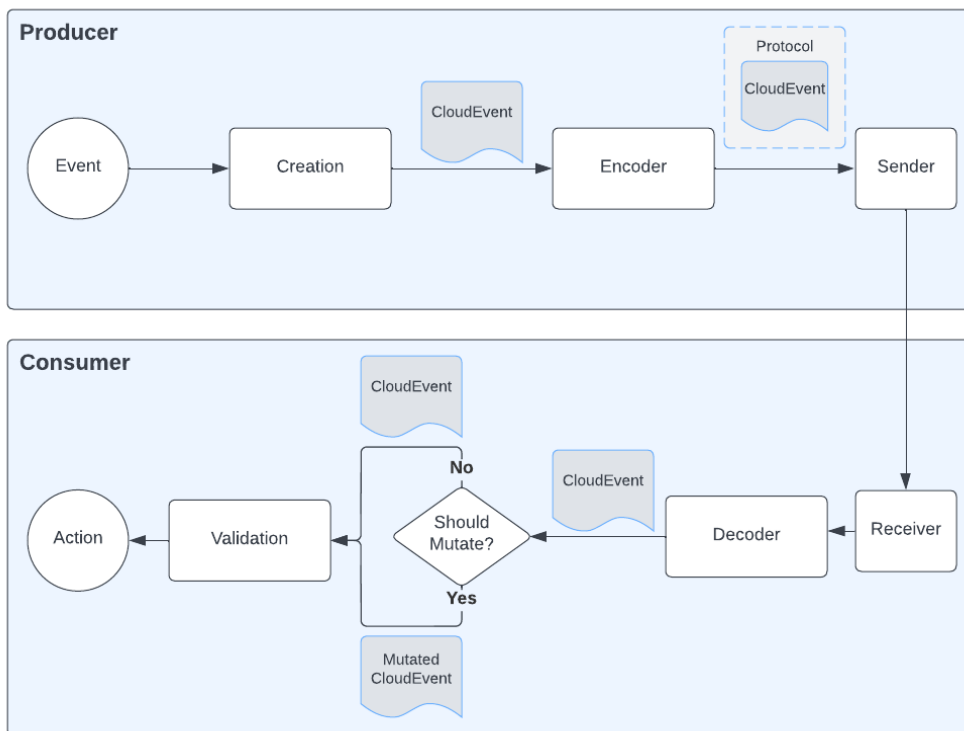 Producer
Protocol
CloudEvent
CloudEvent
Event
Creation
Encoder
Sender
Consumer
CloudEvent
No
CloudEvent
Action
Validation
Should
Mutate?
Decoder
Receiver
Yes
Mutated
CloudEvent